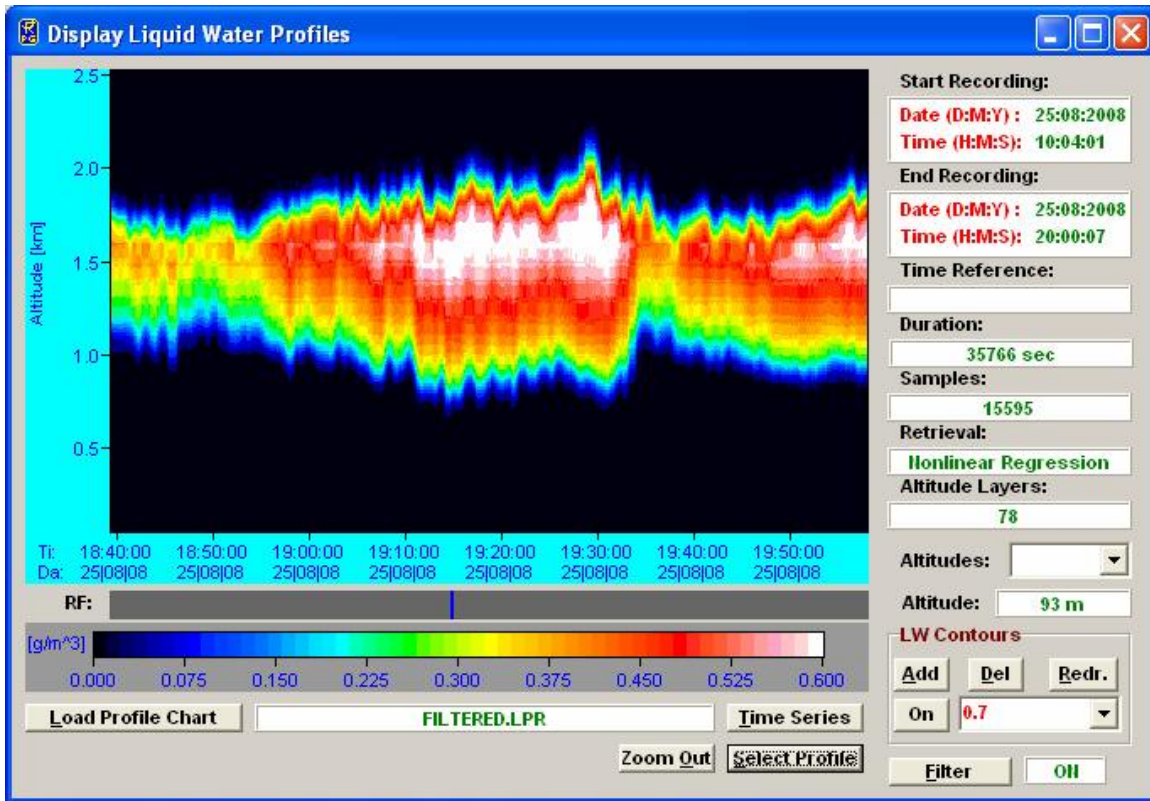 Display Liquid Water Profiles
2.5
2.0
1.5
1.0
0.5
Altitude [km]
Ti: 18:40:00 18:50:00 19:00:00 19:10:00 19:20:00 19:30:00 19:40:00 19:50:00
Da: 25|08|08 25|08|08 25|08|08 25|08|08 25|08|08 25|08|08 25|08|08 25|08|08
RF:
[g/m^3]
0.000 0.075 0.150 0.225 0.300 0.375 0.450 0.525 0.600
Load Profile Chart FILTERED.LPR Time Series
Zoom Out Select Profile
Start Recording:
Date (D:M:Y) : 25:08:2008
Time (H:M:S): 10:04:01
End Recording:
Date (D:M:Y) : 25:08:2008
Time (H:M:S): 20:00:07
Time Reference:
Duration:
35766 sec
Samples:
15595
Retrieval:
Nonlinear Regression
Altitude Layers:
78
Altitudes:
Altitude: 93 m
LW Contours
Add Del Redr.
On 0.7
Filter ON